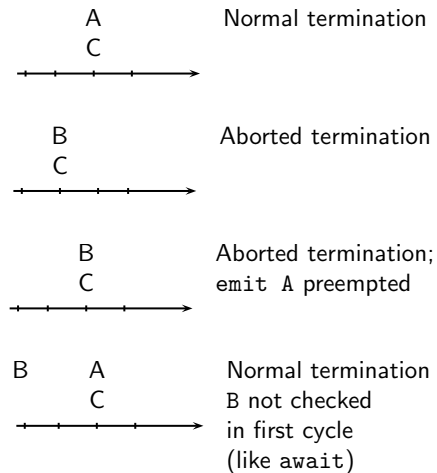 A Normal termination
C
B Aborted termination
C
B Aborted termination;
C emit A preempted
B A Normal termination
C B not checked
in first cycle
(like await)